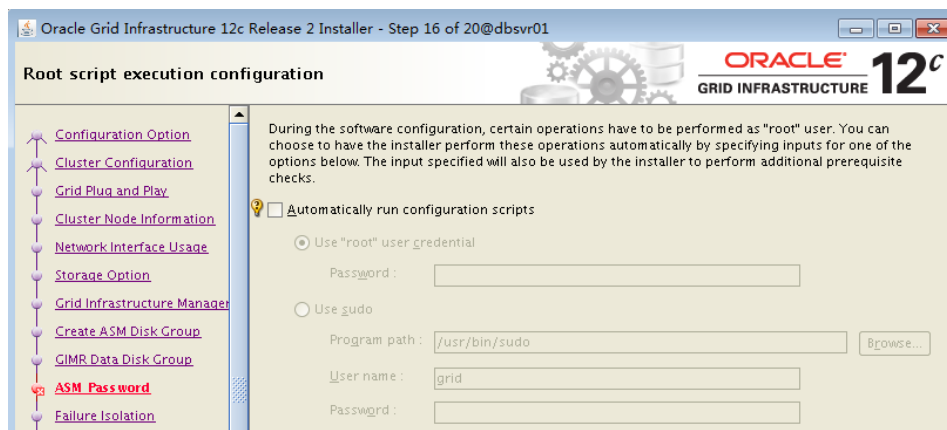 Oracle Grid Infrastructure 12c Release 2 Installer - Step 16 of 20@dbsvr01
Root script execution configuration
ORACLE
GRID INFRASTRUCTURE
12c
Configuration Option
Cluster Configuration
Grid Plug and Play
Cluster Node Information
Network Interface Usage
Storage Option
Grid Infrastructure Manager
Create ASM Disk Group
GIMR Data Disk Group
ASM Password
Failure Isolation
During the software configuration, certain operations have to be performed as "root" user. You can
choose to have the installer perform these operations automatically by specifying inputs for one of the
options below. The input specified will also be used by the installer to perform additional prerequisite
checks.
Automatically run configuration scripts
Use "root" user credential
Password :
Use sudo
Program path : /usr/bin/sudo Browse...
User name : grid
Password :